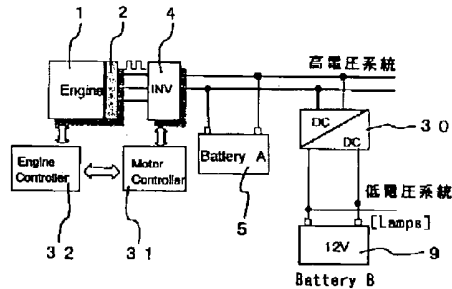 1
2
4
高電圧系統
Engine
INV
DC
DC
30
Battery A
Engine Controller
Motor Controller
5
低電圧系統
[Lamps]
32
31
12V
9
Battery B